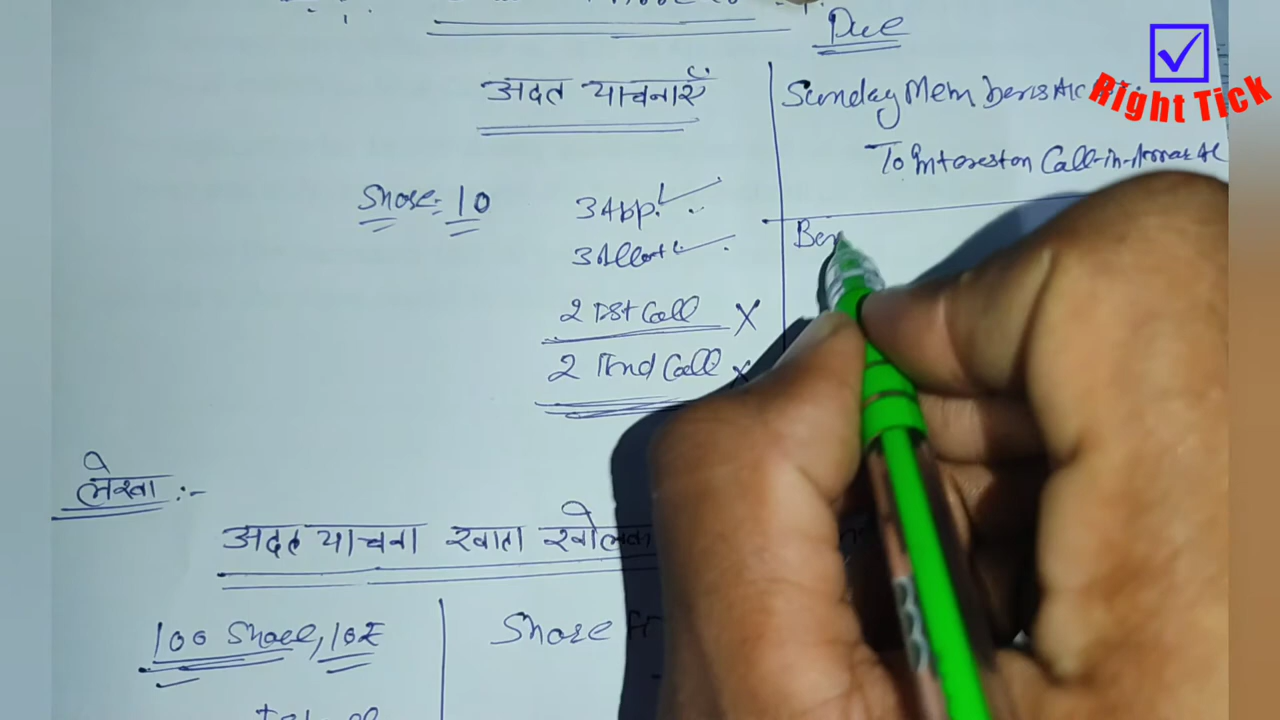 Due
अदत्त याचनाएँ
Sunday Members A/c
Right Tick
To Interest on Call-in-Arrear A/c
Share:- 10
3 App.
3 Allot
2 Ist Call
2 IInd Call
लेखा :-
अदत्त याचना खाता
100 Share, 10₹
Share